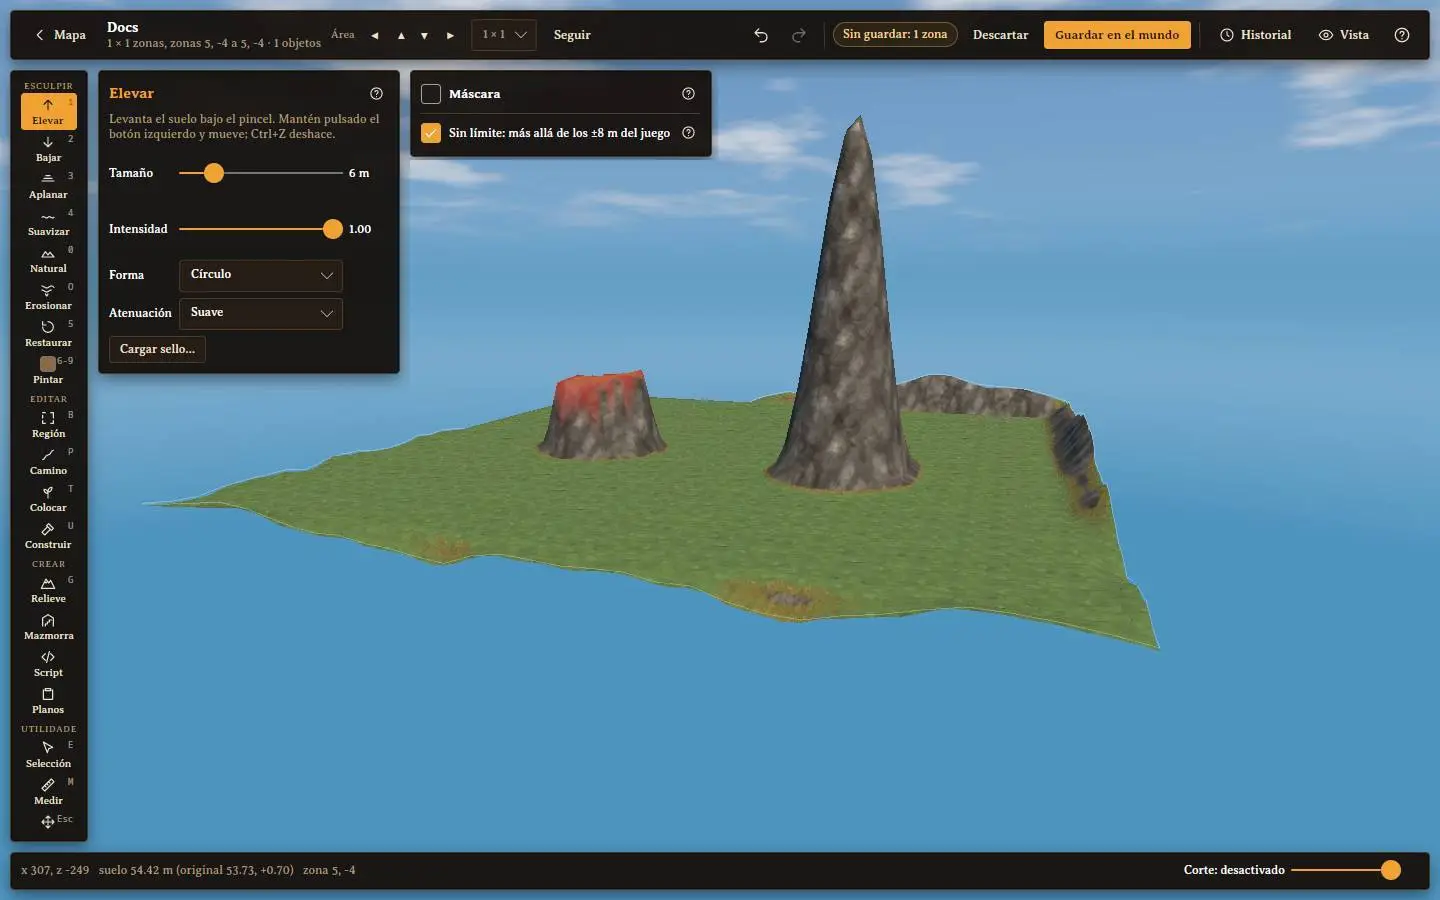 Mapa
Docs
1 × 1 zonas, zonas 5, -4 a 5, -4 · 1 objetos
Área
1 × 1
Seguir
Sin guardar: 1 zona
Descartar
Guardar en el mundo
Historial
Vista
ESCULPIR
1
Elevar
2
Bajar
3
Aplanar
4
Suavizar
0
Natural
O
Erosionar
5
Restaurar
6-9
Pintar
EDITAR
B
Región
P
Camino
T
Colocar
U
Construir
CREAR
G
Relieve
Mazmorra
Script
Planos
UTILIDADE
E
Selección
M
Medir
Esc
Elevar
Levanta el suelo bajo el pincel. Mantén pulsado el
botón izquierdo y mueve; Ctrl+Z deshace.
Tamaño
6 m
Intensidad
1.00
Forma
Círculo
Atenuación
Suave
Cargar sello...
Máscara
Sin límite: más allá de los ±8 m del juego
x 307, z -249 suelo 54.42 m (original 53.73, +0.70) zona 5, -4
Corte: desactivado